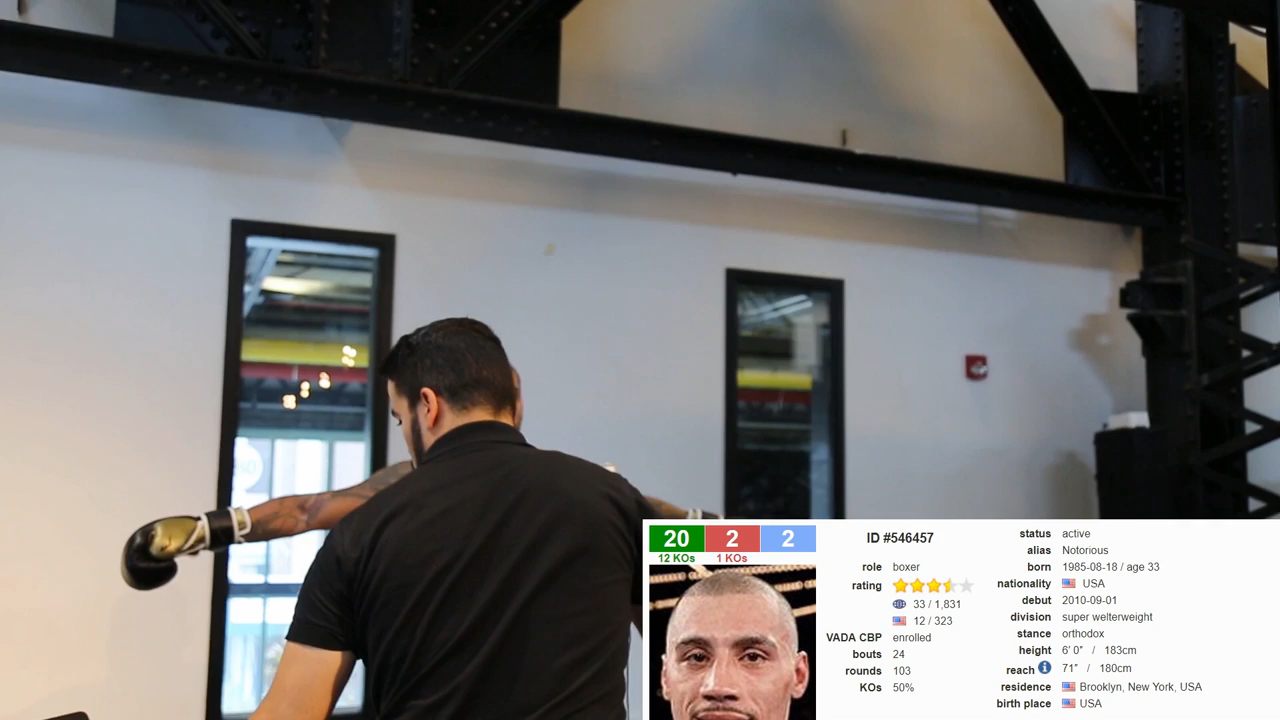 20 2 2
12 KOs 1 KOs
ID #546457
role boxer
rating
33 / 1,831
12 / 323
VADA CBP enrolled
bouts 24
rounds 103
KOs 50%
status active
alias Notorious
born 1985-08-18 / age 33
nationality USA
debut 2010-09-01
division super welterweight
stance orthodox
height 6′ 0″ / 183cm
reach 71″ / 180cm
residence Brooklyn, New York, USA
birth place USA